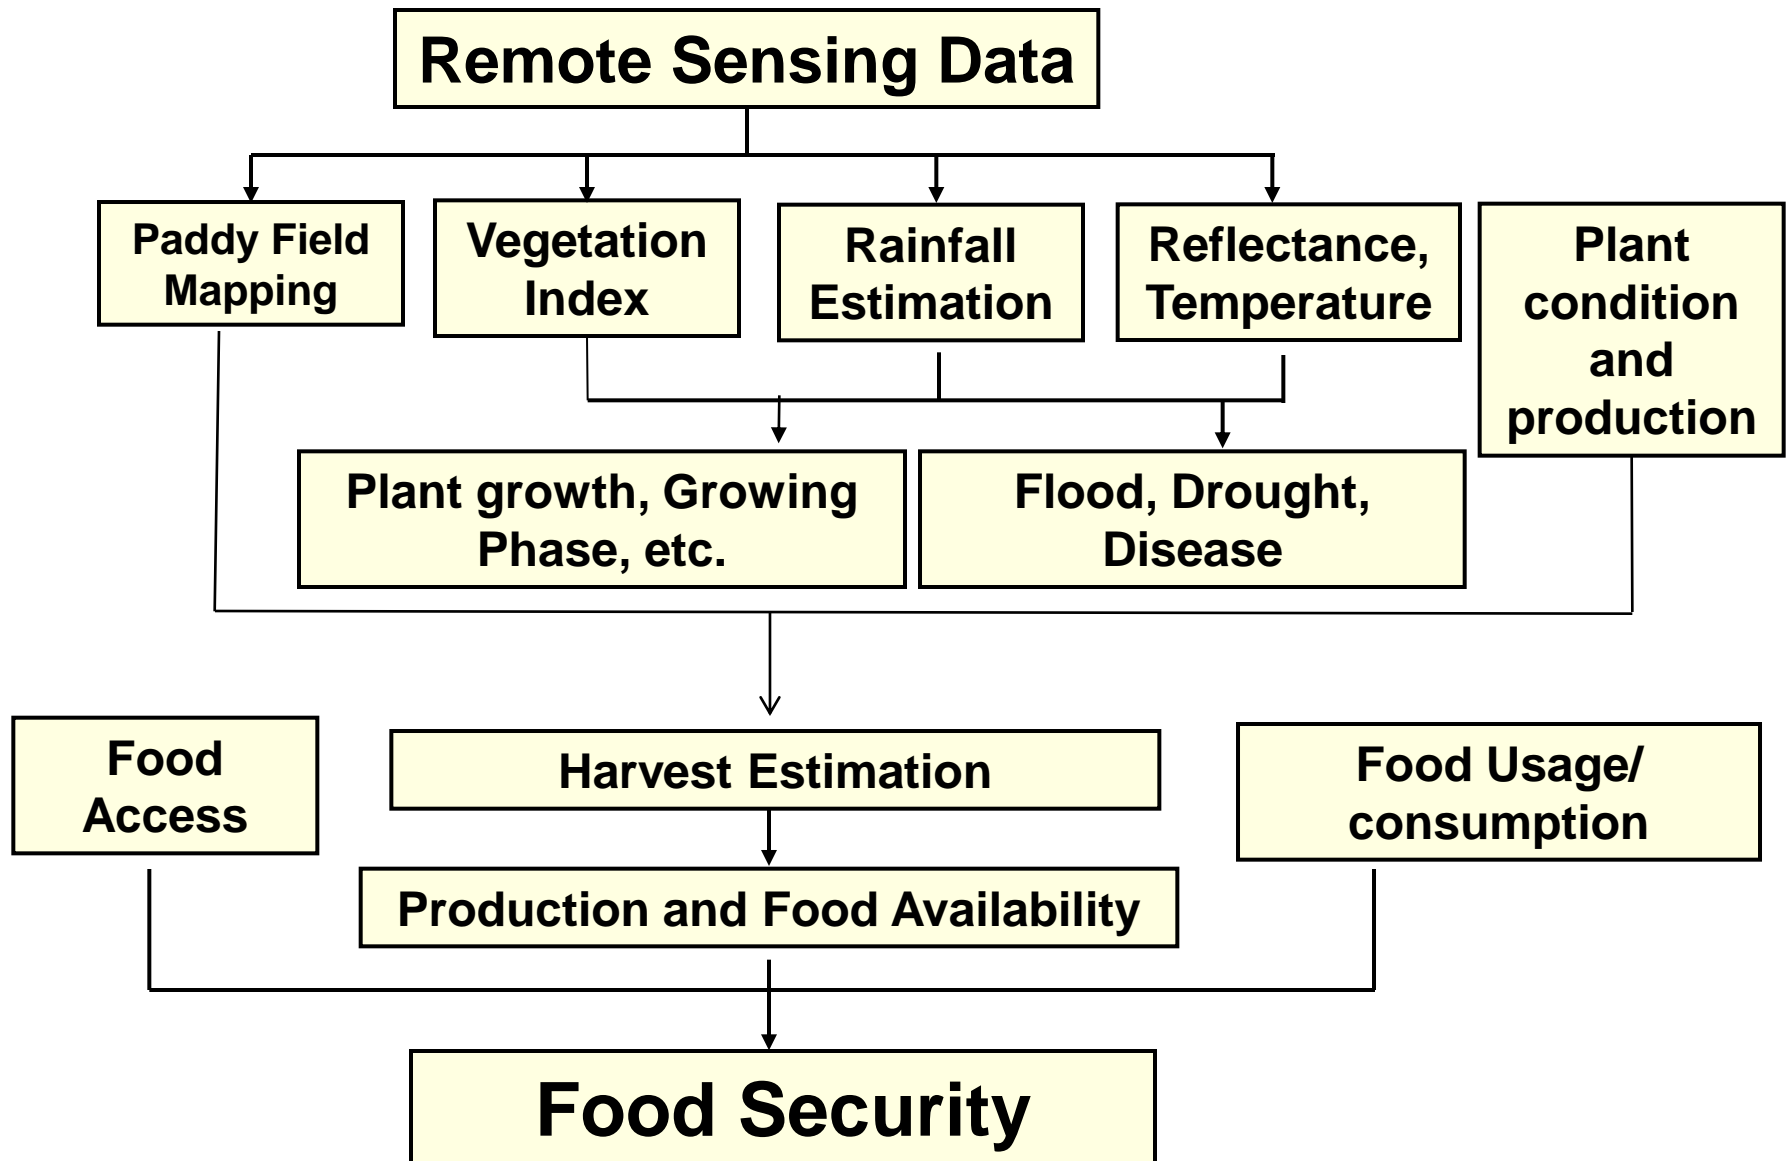 Remote Sensing Data
Paddy Field
Mapping
Vegetation
Index
Rainfall
Estimation
Reflectance,
Temperature
Plant
condition
and
production
Plant growth, Growing
Phase, etc.
Flood, Drought,
Disease
Food
Access
Harvest Estimation
Food Usage/
consumption
Production and Food Availability
Food Security